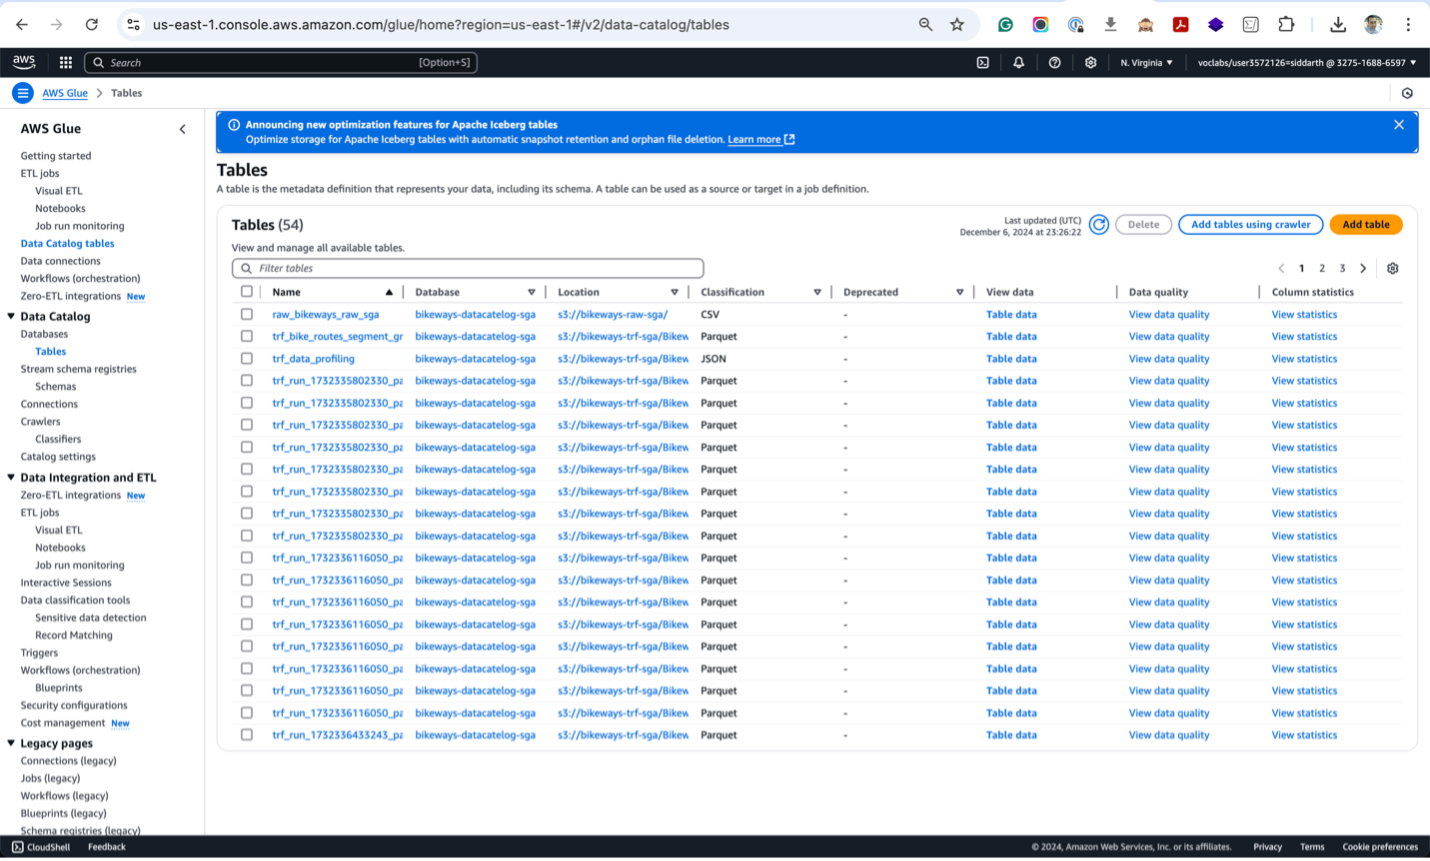 us-east-1.console.aws.amazon.com/glue/home?region=us-east-1#/v2/data-catalog/tables
aws
Search [Option+S]
N. Virginia ▼ voclabs/user3572126=siddarth @ 3275-1688-6597 ▼
AWS Glue > Tables
AWS Glue
Getting started
ETL jobs
Visual ETL
Notebooks
Job run monitoring
Data Catalog tables
Data connections
Workflows (orchestration)
Zero-ETL integrations New
Data Catalog
Databases
Tables
Stream schema registries
Schemas
Connections
Crawlers
Classifiers
Catalog settings
Data Integration and ETL
Zero-ETL integrations New
ETL jobs
Visual ETL
Notebooks
Job run monitoring
Interactive Sessions
Data classification tools
Sensitive data detection
Record Matching
Triggers
Workflows (orchestration)
Blueprints
Security configurations
Cost management New
Legacy pages
Connections (legacy)
Jobs (legacy)
Workflows (legacy)
Blueprints (legacy)
Schema registries (legacy)
Announcing new optimization features for Apache Iceberg tables
Optimize storage for Apache Iceberg tables with automatic snapshot retention and orphan file deletion. Learn more
Tables
A table is the metadata definition that represents your data, including its schema. A table can be used as a source or target in a job definition.
Tables (54)
Last updated (UTC)
December 6, 2024 at 23:26:22
Delete
Add tables using crawler
Add table
View and manage all available tables.
Filter tables
1 2 3
Name Database Location Classification Deprecated View data Data quality Column statistics
raw_bikeways_raw_sga bikeways-datacatelog-sga s3://bikeways-raw-sga/ CSV - Table data View data quality View statistics
trf_bike_routes_segment_gr bikeways-datacatelog-sga s3://bikeways-trf-sga/Bikew Parquet - Table data View data quality View statistics
trf_data_profiling bikeways-datacatelog-sga s3://bikeways-trf-sga/Bikew JSON - Table data View data quality View statistics
trf_run_1732335802330_pa bikeways-datacatelog-sga s3://bikeways-trf-sga/Bikew Parquet - Table data View data quality View statistics
trf_run_1732335802330_pa bikeways-datacatelog-sga s3://bikeways-trf-sga/Bikew Parquet - Table data View data quality View statistics
trf_run_1732335802330_pa bikeways-datacatelog-sga s3://bikeways-trf-sga/Bikew Parquet - Table data View data quality View statistics
trf_run_1732335802330_pa bikeways-datacatelog-sga s3://bikeways-trf-sga/Bikew Parquet - Table data View data quality View statistics
trf_run_1732335802330_pa bikeways-datacatelog-sga s3://bikeways-trf-sga/Bikew Parquet - Table data View data quality View statistics
trf_run_1732335802330_pa bikeways-datacatelog-sga s3://bikeways-trf-sga/Bikew Parquet - Table data View data quality View statistics
trf_run_1732335802330_pa bikeways-datacatelog-sga s3://bikeways-trf-sga/Bikew Parquet - Table data View data quality View statistics
trf_run_1732335802330_pa bikeways-datacatelog-sga s3://bikeways-trf-sga/Bikew Parquet - Table data View data quality View statistics
trf_run_1732336116050_pa bikeways-datacatelog-sga s3://bikeways-trf-sga/Bikew Parquet - Table data View data quality View statistics
trf_run_1732336116050_pa bikeways-datacatelog-sga s3://bikeways-trf-sga/Bikew Parquet - Table data View data quality View statistics
trf_run_1732336116050_pa bikeways-datacatelog-sga s3://bikeways-trf-sga/Bikew Parquet - Table data View data quality View statistics
trf_run_1732336116050_pa bikeways-datacatelog-sga s3://bikeways-trf-sga/Bikew Parquet - Table data View data quality View statistics
trf_run_1732336116050_pa bikeways-datacatelog-sga s3://bikeways-trf-sga/Bikew Parquet - Table data View data quality View statistics
trf_run_1732336116050_pa bikeways-datacatelog-sga s3://bikeways-trf-sga/Bikew Parquet - Table data View data quality View statistics
trf_run_1732336116050_pa bikeways-datacatelog-sga s3://bikeways-trf-sga/Bikew Parquet - Table data View data quality View statistics
trf_run_1732336116050_pa bikeways-datacatelog-sga s3://bikeways-trf-sga/Bikew Parquet - Table data View data quality View statistics
trf_run_1732336433243_pa bikeways-datacatelog-sga s3://bikeways-trf-sga/Bikew Parquet - Table data View data quality View statistics
CloudShell Feedback © 2024, Amazon Web Services, Inc. or its affiliates. Privacy Terms Cookie preferences